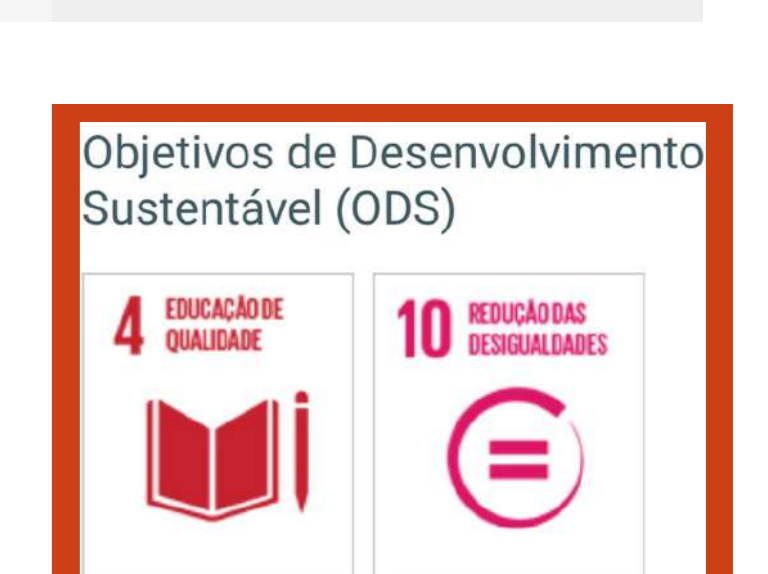 Objetivos de Desenvolvimento
Sustentável (ODS)
4 EDUCAÇÃO DE
QUALIDADE
10 REDUÇÃO DAS
DESIGUALDADES